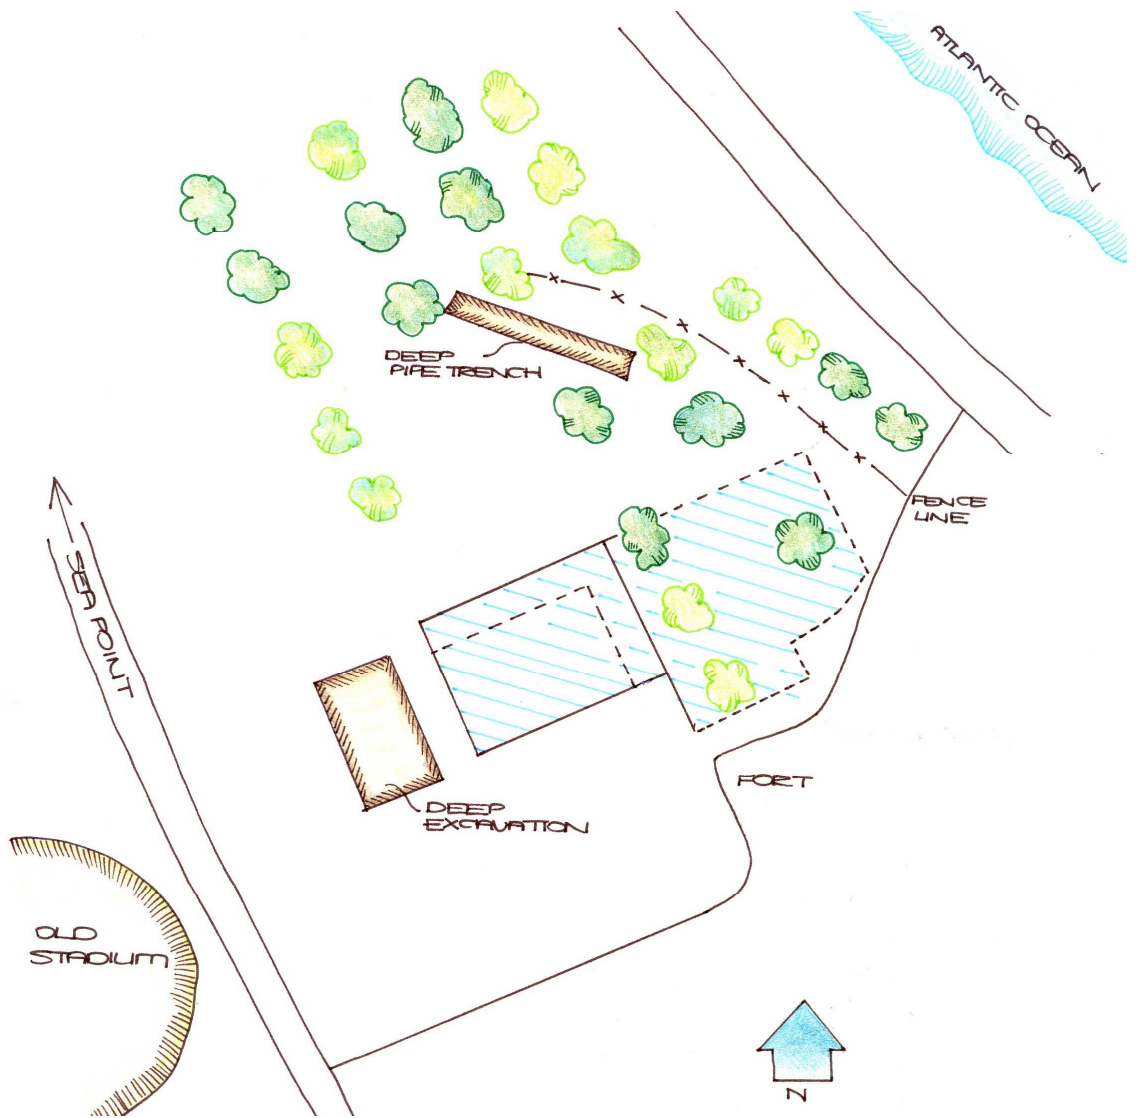 ATLANTIC OCEAN
DEEP
PIPE TRENCH
FENCE
LINE
SEA POINT
FORT
DEEP
EXCAVATION
OLD
STADIUM
N